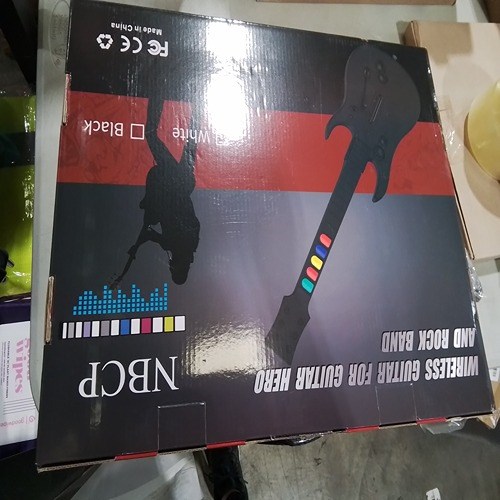 NBCP
WIRELESS GUITAR FOR GUITAR HERO
AND ROCK BAND
White
Black
FC CE
Made in China
wipes